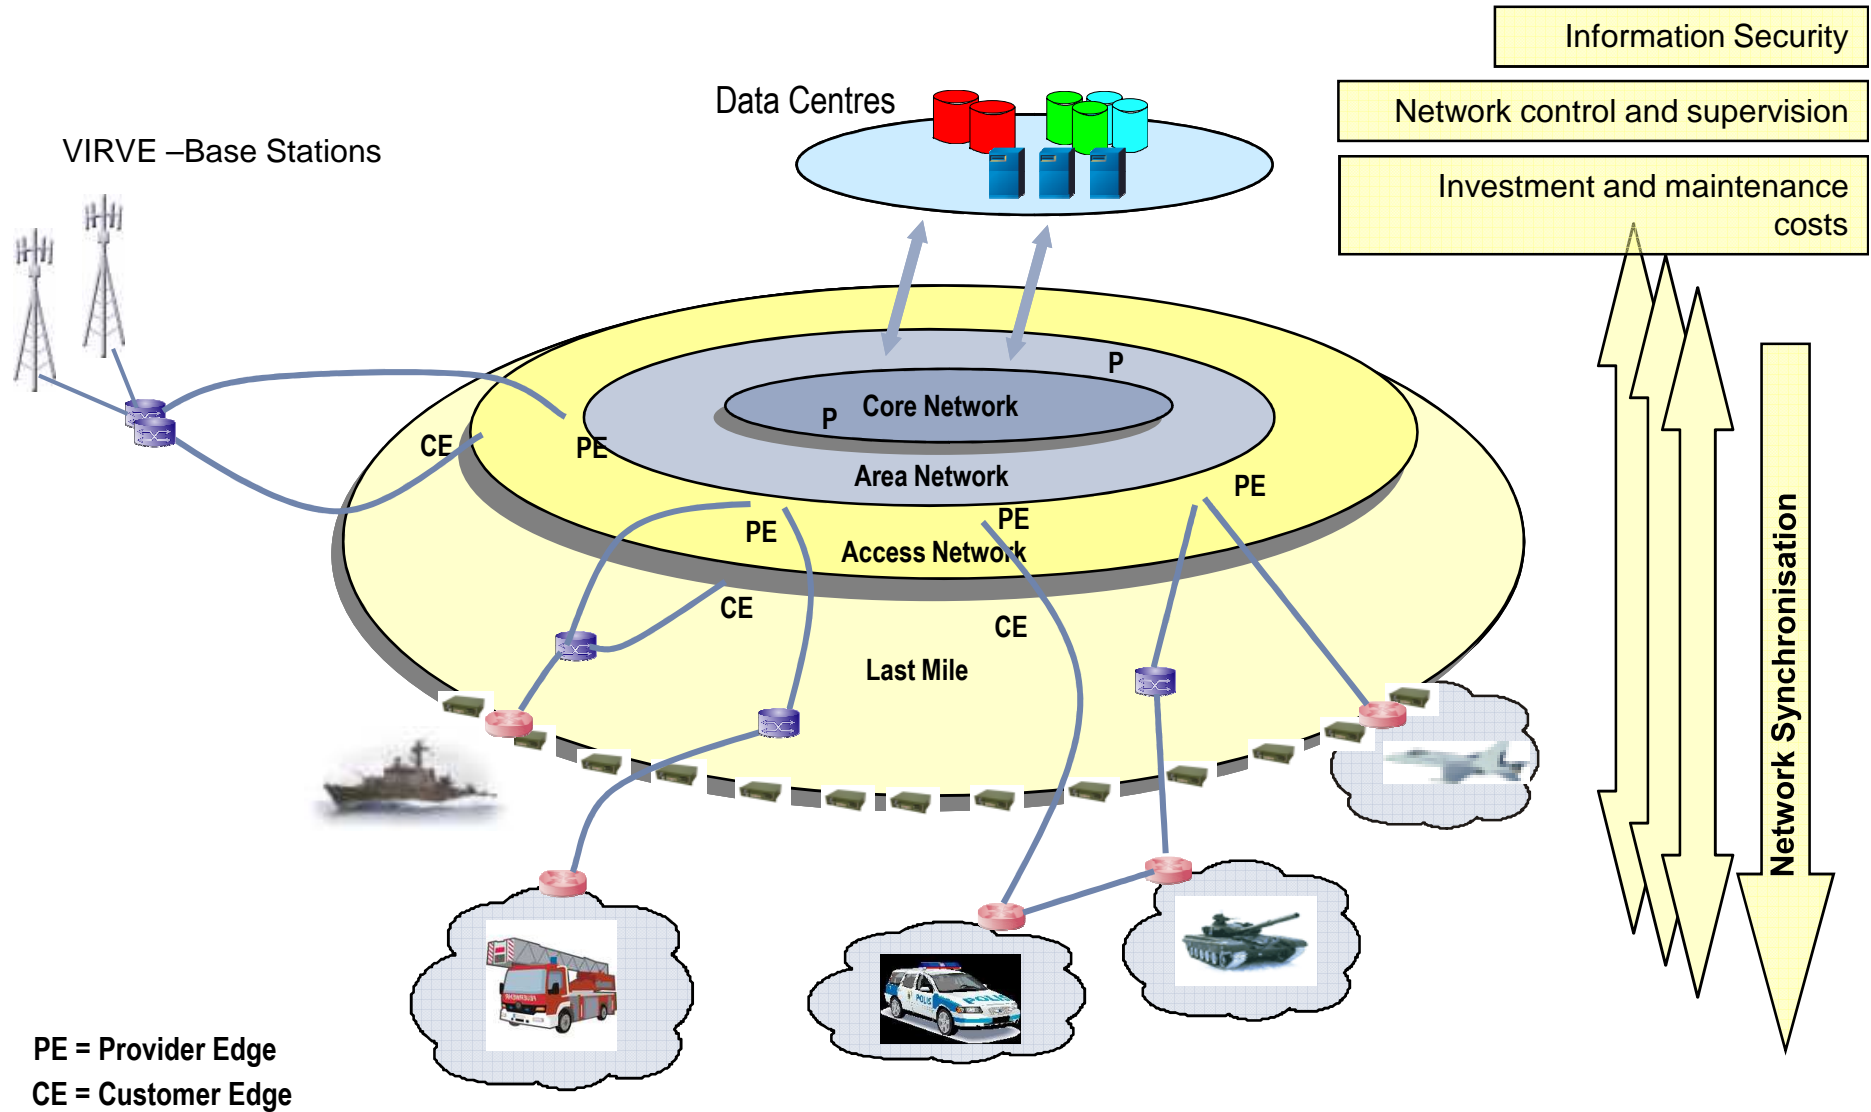 Information Security
Data Centres
Network control and supervision
VIRVE –Base Stations
Investment and maintenance
costs
P
Core Network
P
CE
PE
Area Network
PE
PE
PE
Access Network
CE
CE
Last Mile
Network Synchronisation
POLIS
POLIS
PE = Provider Edge
CE = Customer Edge